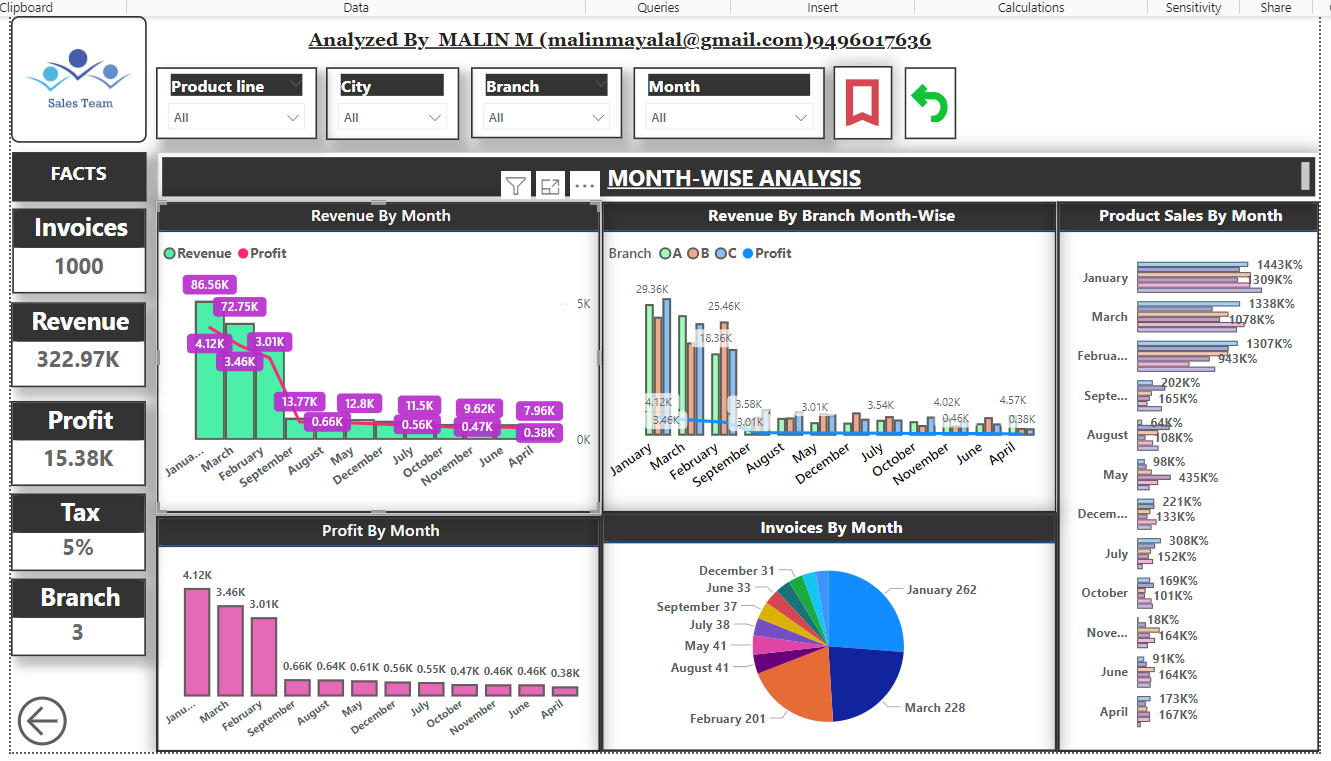 Clipboard Data Queries Insert Calculations Sensitivity Share
Analyzed By MALIN M (malinmayalal@gmail.com)9496017636
Sales Team
Product line
All
City
All
Branch
All
Month
All
FACTS
Invoices
1000
Revenue
322.97K
Profit
15.38K
Tax
5%
Branch
3
MONTH-WISE ANALYSIS
Revenue By Month
Revenue Profit
86.56K
72.75K
5K
4.12K
3.01K
3.46K
13.77K
12.8K
11.5K
9.62K
7.96K
0.66K
0.56K
0.47K
0.38K
0K
Janua...
March
February
September
August
May
December
July
October
November
June
April
Revenue By Branch Month-Wise
Branch A B C Profit
29.36K
25.46K
18.36K
4.12K
3.46K
3.58K
3.01K
3.01K
3.54K
4.02K
0.46K
4.57K
0.38K
January
March
February
September
August
May
December
July
October
November
June
April
Product Sales By Month
January 1443K%
1309K%
March 1338K%
1078K%
Februa... 1307K%
943K%
Septe... 202K%
165K%
August 64K%
108K%
May 98K%
435K%
Decem... 221K%
133K%
July 308K%
152K%
October 169K%
101K%
Nove... 18K%
164K%
June 91K%
164K%
April 173K%
167K%
Profit By Month
4.12K
3.46K
3.01K
0.66K 0.64K 0.61K 0.56K 0.55K 0.47K 0.46K 0.46K 0.38K
Janu...
March
February
September
August
May
December
July
October
November
June
April
Invoices By Month
December 31
June 33
September 37
July 38
May 41
August 41
February 201
January 262
March 228